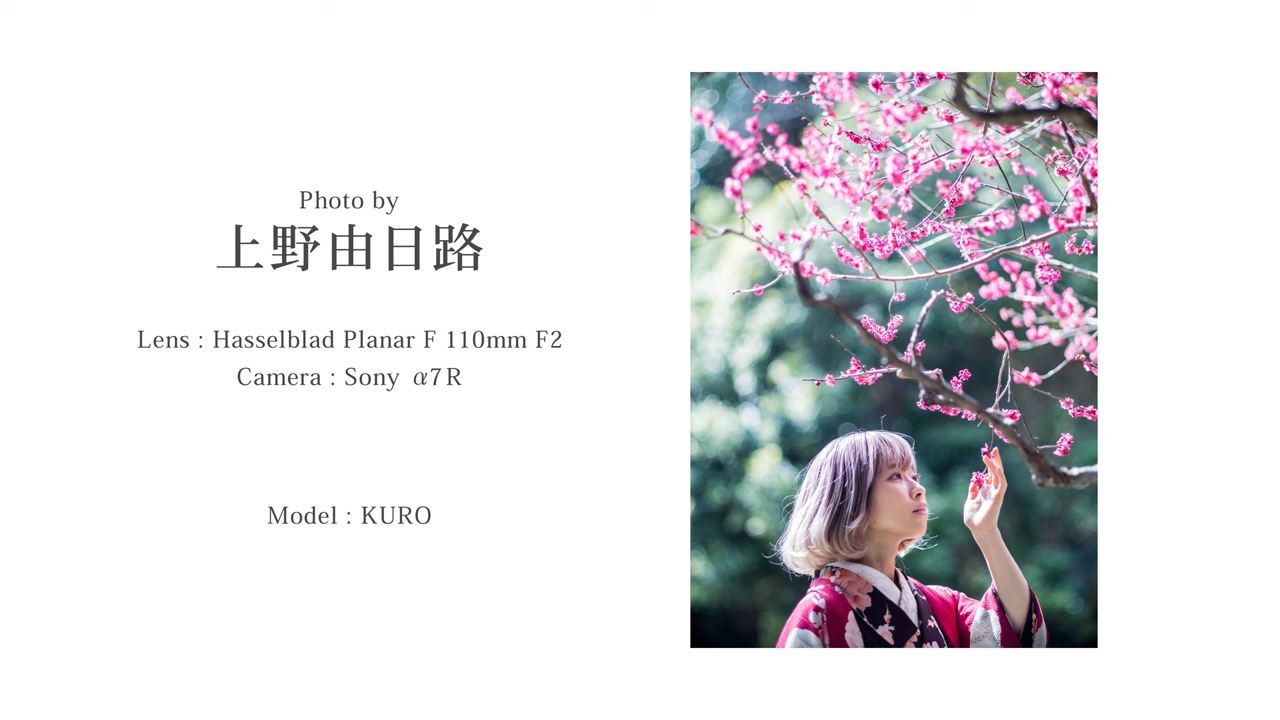 Photo by
上野由日路
Lens : Hasselblad Planar F 110mm F2
Camera : Sony α7R
Model : KURO